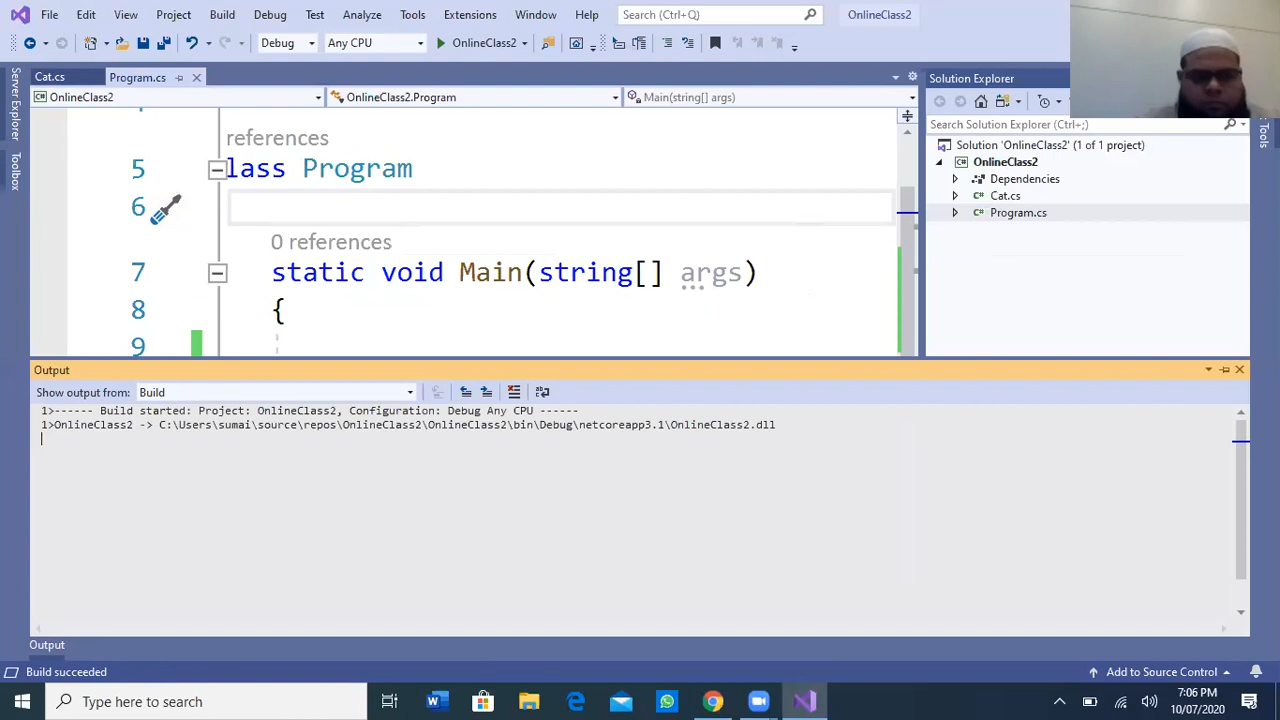 File Edit View Project Build Debug Test Analyze Tools Extensions Window Help Search (Ctrl+Q) OnlineClass2
Debug Any CPU OnlineClass2
Cat.cs Program.cs
OnlineClass2 OnlineClass2.Program Main(string[] args)
Server Explorer
Toolbox
references
5 lass Program
6
0 references
7 static void Main(string[] args)
8 {
9
Solution Explorer
Search Solution Explorer (Ctrl+;)
Solution 'OnlineClass2' (1 of 1 project)
OnlineClass2
Dependencies
Cat.cs
Program.cs
Output
Show output from: Build
1>------ Build started: Project: OnlineClass2, Configuration: Debug Any CPU ------
1>OnlineClass2 -> C:\Users\sumai\source\repos\OnlineClass2\OnlineClass2\bin\Debug\netcoreapp3.1\OnlineClass2.dll
Output
Build succeeded Add to Source Control
Type here to search
7:06 PM
10/07/2020